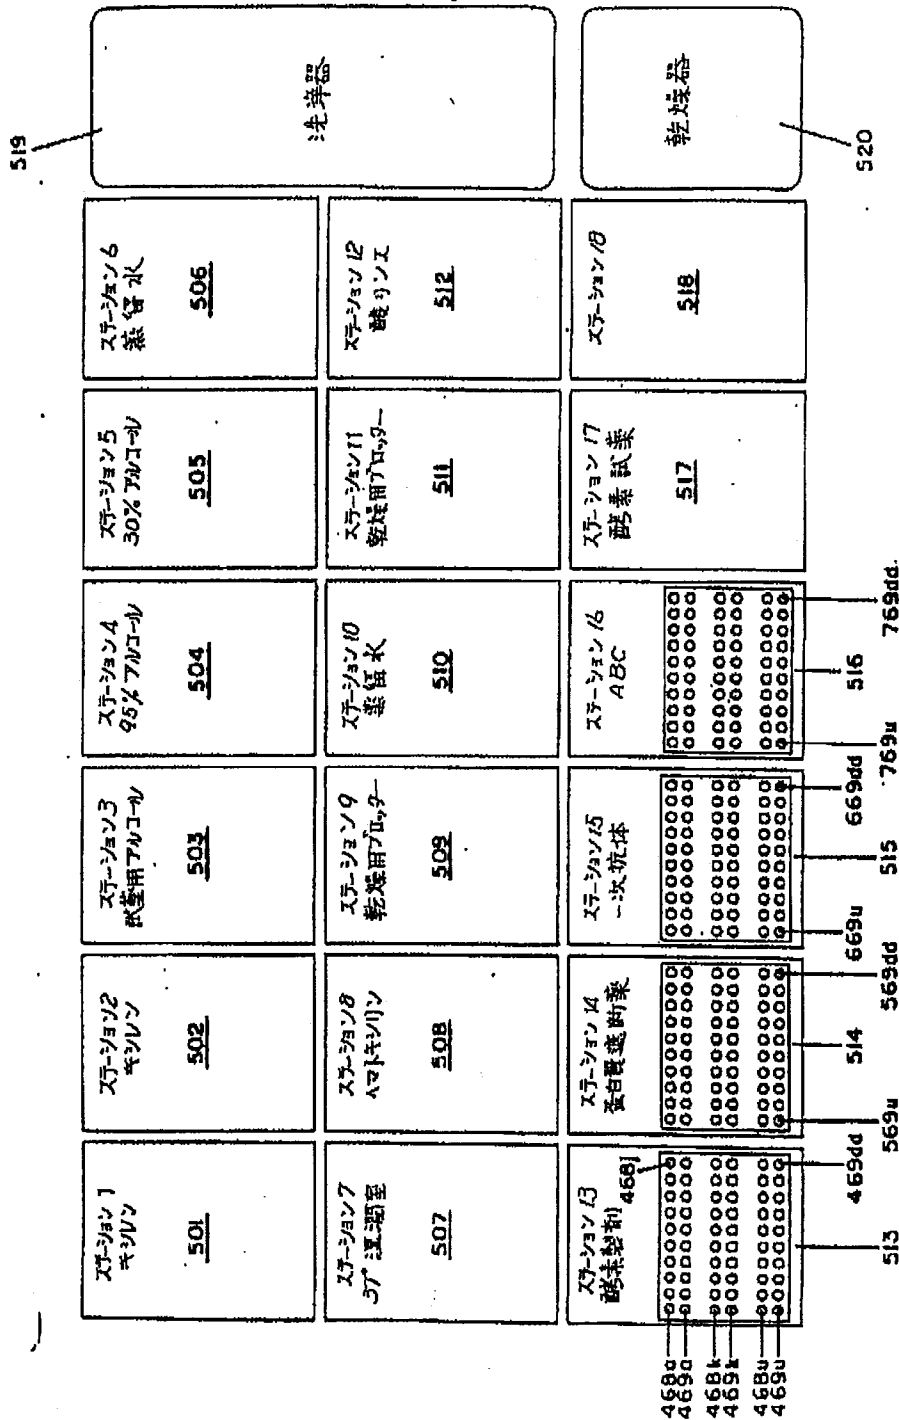 ステーション1
キシレン
501
ステーション2
キシレン
502
ステーション3
試薬用アルコール
503
ステーション4
95%アルコール
504
ステーション5
30%アルコール
505
ステーション6
蒸留水
506
519
洗浄器
ステーション7
37°湿潤室
507
ステーション8
ヘマトキシリン
508
ステーション9
乾燥用ブロッター
509
ステーション10
蒸留水
510
ステーション11
乾燥用ブロッター
511
ステーション12
酸リンス
512
ステーション13
酵素製剤
468j
ステーション14
蛋白質遮断薬
ステーション15
一次抗体
ステーション16
ABC
ステーション17
酵素試薬
517
ステーション18
518
乾燥器
520
468a
469a
468k
469k
468u
469u
513
469dd
569u
514
569dd
669u
515
669dd
769u
516
769dd